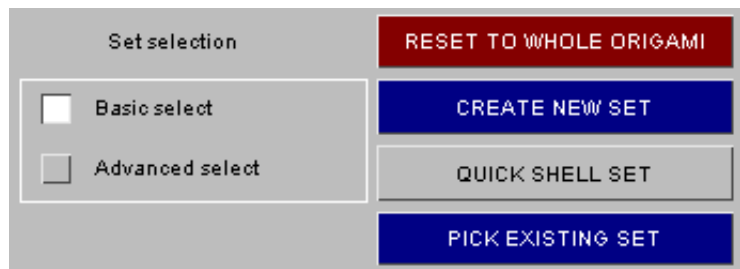 Set selection
RESET TO WHOLE ORIGAMI
Basic select
CREATE NEW SET
Advanced select
QUICK SHELL SET
PICK EXISTING SET